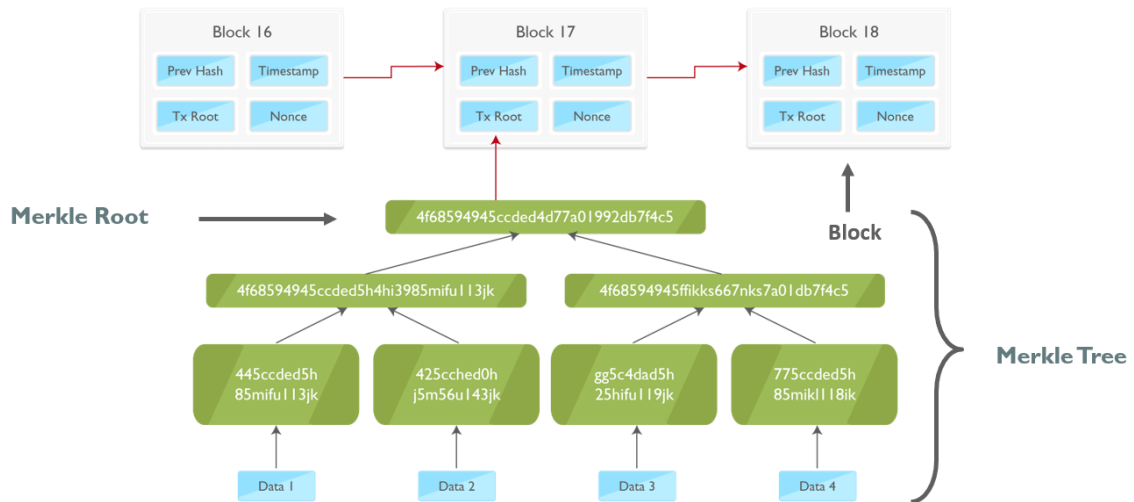 Block 16
Block 17
Block 18
Prev Hash
Timestamp
Prev Hash
Timestamp
Prev Hash
Timestamp
Tx Root
Nonce
Tx Root
Nonce
Tx Root
Nonce
Merkle Root
4f68594945ccded4d77a01992db7f4c5
Block
4f68594945ccded5h4hi3985mifu113jk
4f68594945ffikks667nks7a01db7f4c5
Merkle Tree
445ccded5h
85mifu113jk
425cched0h
j5m56u143jk
gg5c4dad5h
25hifu119jk
775ccded5h
85mikl118ik
Data 1
Data 2
Data 3
Data 4